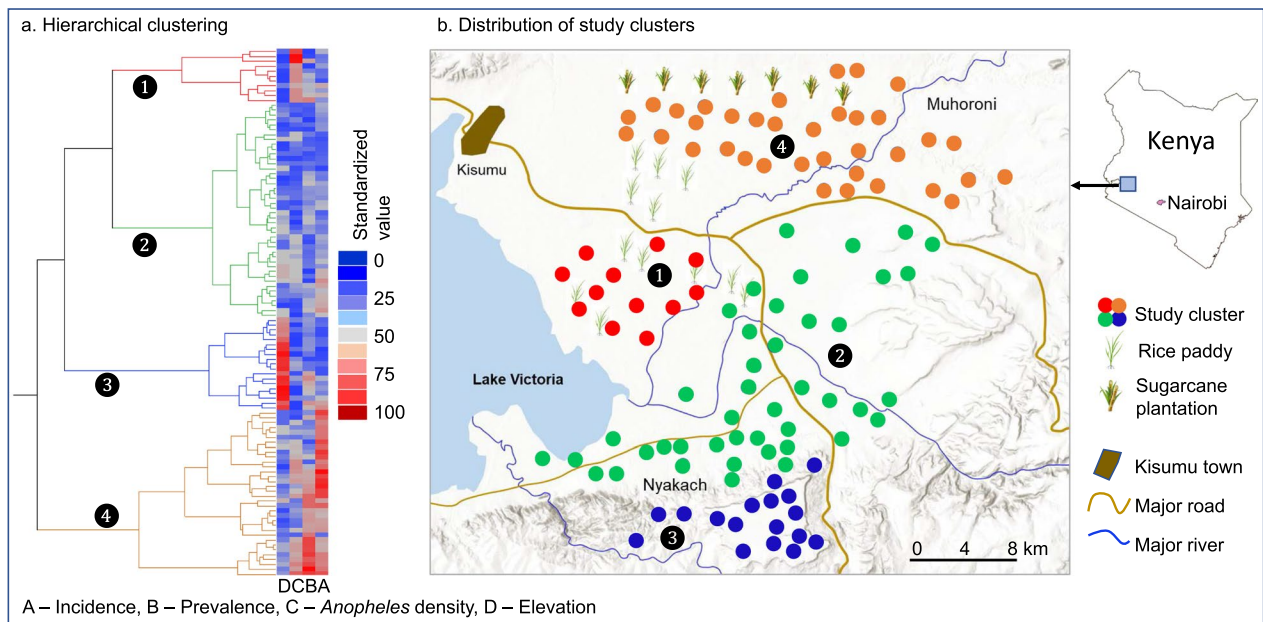 a. Hierarchical clustering
1
2
3
4
Standardized
value
0
25
50
75
100
DCBA
b. Distribution of study clusters
Kisumu
Muhoroni
4
1
2
Lake Victoria
Nyakach
3
0 4 8 km
Kenya
Nairobi
Study cluster
Rice paddy
Sugarcane
plantation
Kisumu town
Major road
Major river
A – Incidence, B – Prevalence, C – Anopheles density, D – Elevation